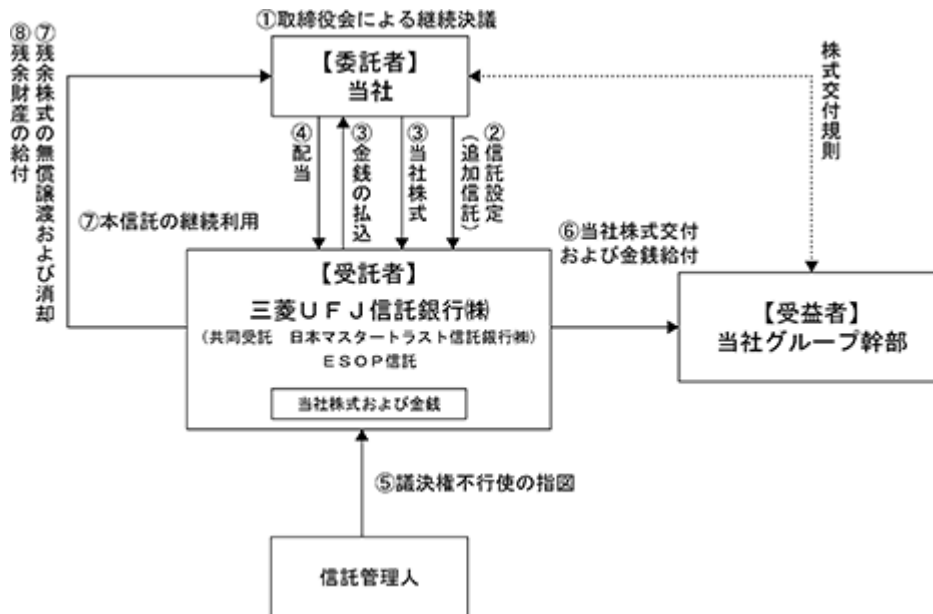 ①取締役会による継続決議
【委託者】
当社
⑧残余財産の給付
⑦残余株式の無償譲渡および消却
④配当
③金銭の払込
③当社株式
②信託設定
(追加信託)
株式交付規則
⑦本信託の継続利用
⑥当社株式交付
および金銭給付
【受託者】
三菱UFJ信託銀行㈱
(共同受託 日本マスタートラスト信託銀行㈱)
ESOP信託
当社株式および金銭
【受益者】
当社グループ幹部
⑤議決権不行使の指図
信託管理人